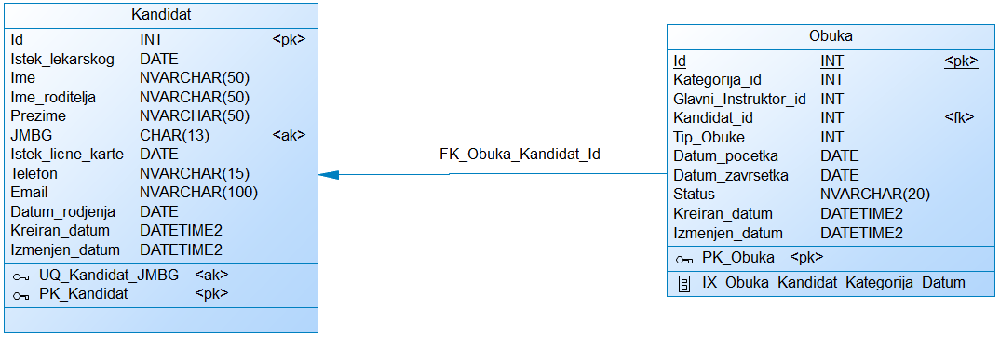 Kandidat
Id INT <pk>
Istek_lekarskog DATE
Ime NVARCHAR(50)
Ime_roditelja NVARCHAR(50)
Prezime NVARCHAR(50)
JMBG CHAR(13) <ak>
Istek_licne_karte DATE
Telefon NVARCHAR(15)
Email NVARCHAR(100)
Datum_rodjenja DATE
Kreiran_datum DATETIME2
Izmenjen_datum DATETIME2
UQ_Kandidat_JMBG <ak>
PK_Kandidat <pk>
FK_Obuka_Kandidat_Id
Obuka
Id INT <pk>
Kategorija_id INT
Glavni_Instruktor_id INT
Kandidat_id INT <fk>
Tip_Obuke INT
Datum_pocetka DATE
Datum_zavrsetka DATE
Status NVARCHAR(20)
Kreiran_datum DATETIME2
Izmenjen_datum DATETIME2
PK_Obuka <pk>
IX_Obuka_Kandidat_Kategorija_Datum